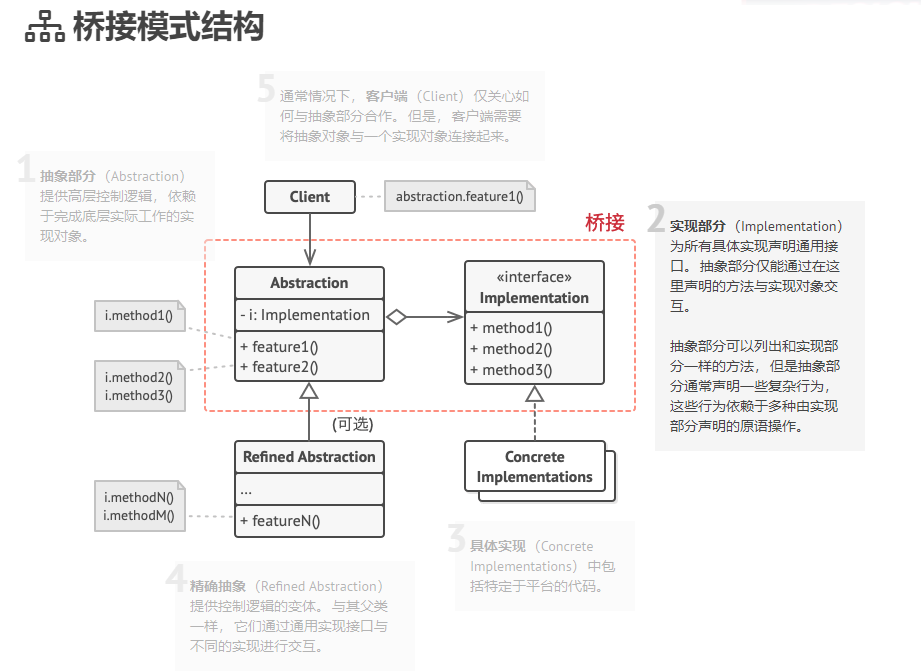 桥接模式结构
5
通常情况下， 客户端 （Client） 仅关心如
何与抽象部分合作。 但是， 客户端需要
将抽象对象与一个实现对象连接起来。
1
抽象部分 （Abstraction）
提供高层控制逻辑， 依赖
于完成底层实际工作的实
现对象。
Client
abstraction.feature1()
桥接
2
实现部分 （Implementation）
为所有具体实现声明通用接
口。 抽象部分仅能通过在这
里声明的方法与实现对象交
互。
抽象部分可以列出和实现部
分一样的方法， 但是抽象部
分通常声明一些复杂行为，
这些行为依赖于多种由实现
部分声明的原语操作。
Abstraction
- i: Implementation
+ feature1()
+ feature2()
«interface»
Implementation
+ method1()
+ method2()
+ method3()
i.method1()
i.method2()
i.method3()
(可选)
Refined Abstraction
...
+ featureN()
Concrete
Implementations
i.methodN()
i.methodM()
3
具体实现 （Concrete
Implementations） 中包
括特定于平台的代码。
4
精确抽象 （Refined Abstraction）
提供控制逻辑的变体。 与其父类
一样， 它们通过通用实现接口与
不同的实现进行交互。